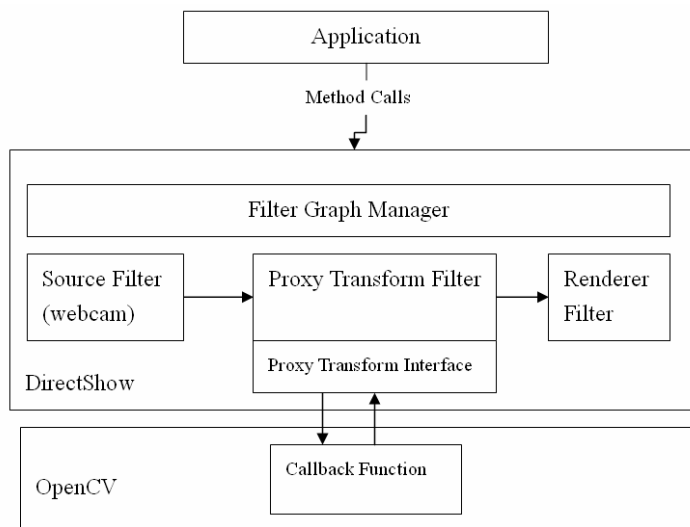 Application
Method Calls
Filter Graph Manager
Source Filter
(webcam)
Proxy Transform Filter
Renderer
Filter
Proxy Transform Interface
DirectShow
Callback Function
OpenCV